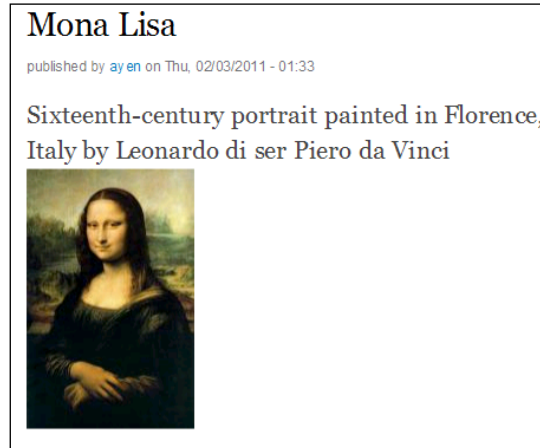 Mona Lisa
published by ayen on Thu, 02/03/2011 - 01:33
Sixteenth-century portrait painted in Florence,
Italy by Leonardo di ser Piero da Vinci